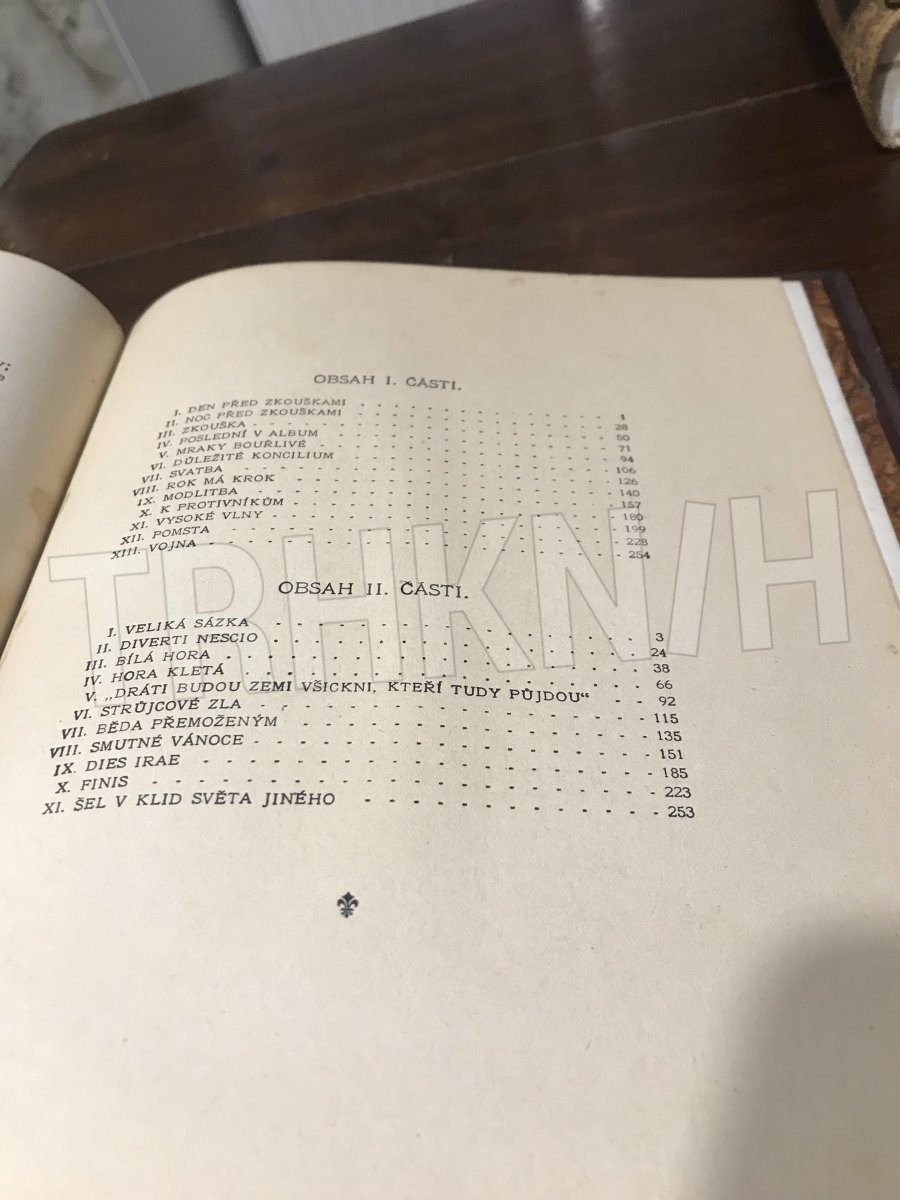 OBSAH I. ČÁSTI.
I. DEN PŘED ZKOUŠKAMI - - - - - - - - 1
II. NOC PŘED ZKOUŠKAMI - - - - - - - - 28
III. ZKOUŠKA - - - - - - - - - - - 50
IV. POSLEDNÍ V ALBUM - - - - - - - - - 71
V. MRAKY BOUŘLIVÉ - - - - - - - - - 94
VI. DŮLEŽITÉ KONCILIUM - - - - - - - - 106
VII. SVATBA - - - - - - - - - - - 126
VIII. ROK MÁ KROK - - - - - - - - - - 140
IX. MODLITBA - - - - - - - - - - - 157
X. K PROTIVNÍKŮM - - - - - - - - - - 180
XI. VYSOKÉ VLNY - - - - - - - - - - 199
XII. POMSTA - - - - - - - - - - - - 228
XIII. VOJNA - - - - - - - - - - - - 254
OBSAH II. ČÁSTI.
I. VELIKÁ SÁZKA - - - - - - - - - - 3
II. DIVERTI NESCIO - - - - - - - - - - 24
III. BÍLÁ HORA - - - - - - - - - - - 38
IV. HORA KLETÁ - - - - - - - - - - - 66
V. „DRÁTI BUDOU ZEMI VŠICKNI, KTEŘÍ TUDY PŮJDOU“ - - 92
VI. STRŮJCOVÉ ZLA - - - - - - - - - - 115
VII. BĚDA PŘEMOŽENÝM - - - - - - - - - 135
VIII. SMUTNÉ VÁNOCE - - - - - - - - - - 151
IX. DIES IRAE - - - - - - - - - - - - 185
X. FINIS - - - - - - - - - - - - - 223
XI. ŠEL V KLID SVĚTA JINÉHO - - - - - - - - 253
TRHKNIH